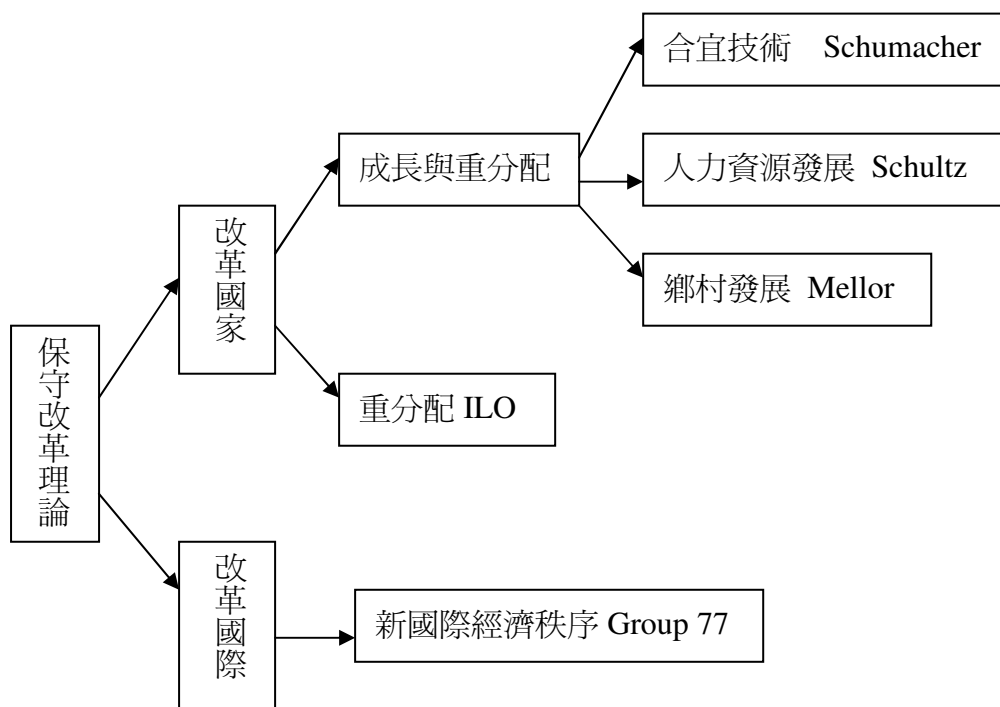 合宜技術 Schumacher
成長與重分配
人力資源發展 Schultz
改革國家
鄉村發展 Mellor
保守改革理論
重分配 ILO
改革國際
新國際經濟秩序 Group 77